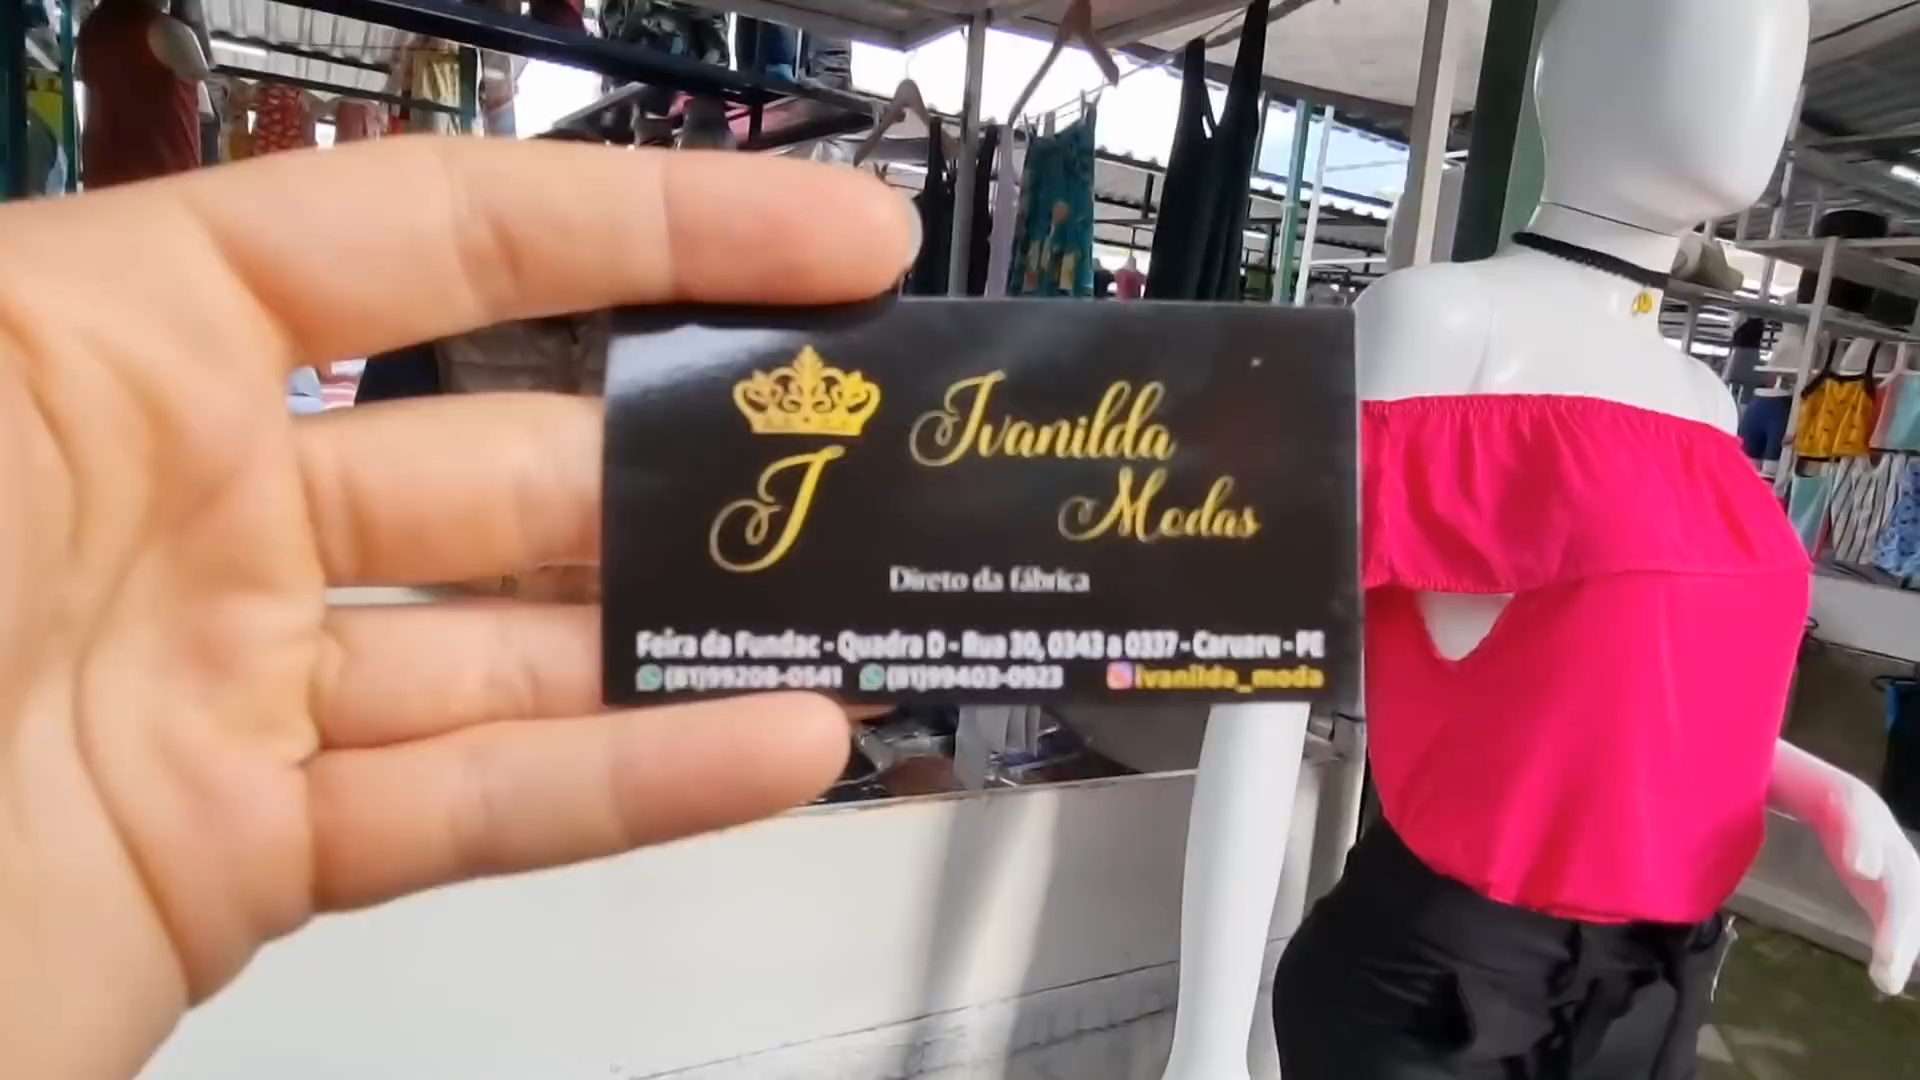 J
Ivanilda
Modas
Direto da fábrica
Feira da Fundac - Quadra D - Rua 30, 0343 a 0337 - Caruaru - PE
(81)99208-0541 (81)99403-0923 ivanilda_moda